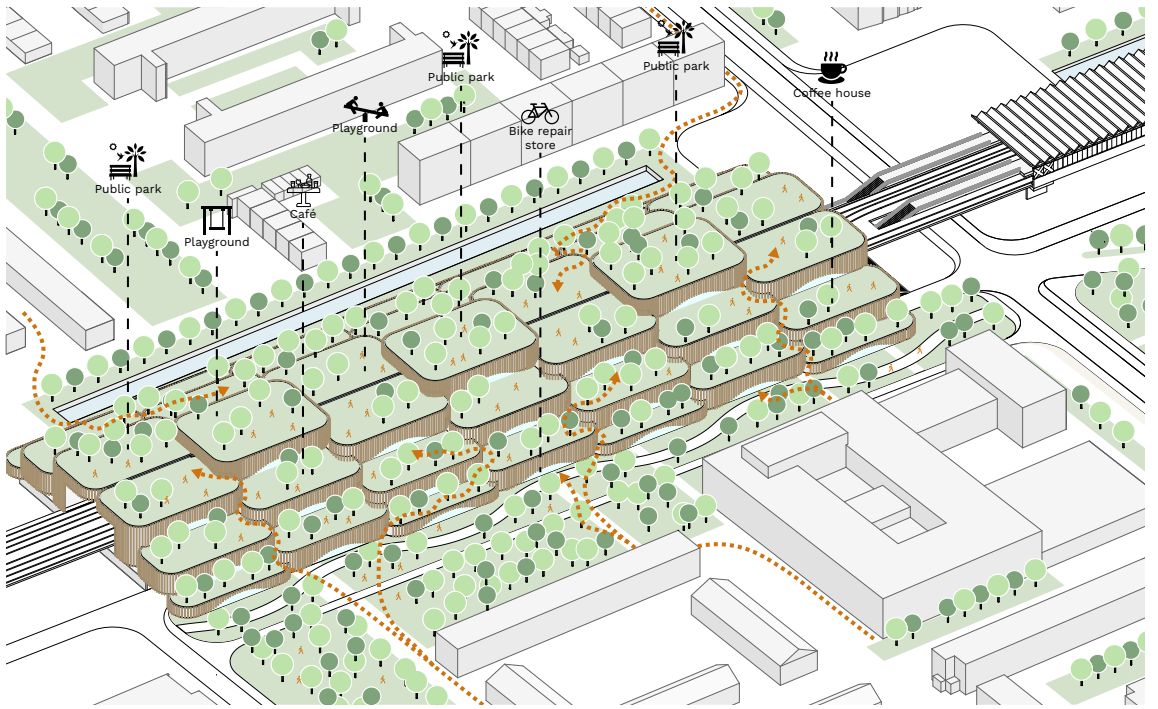 Public park
Public park
Coffee house
Playground
Bike repair
store
Public park
Café
Playground